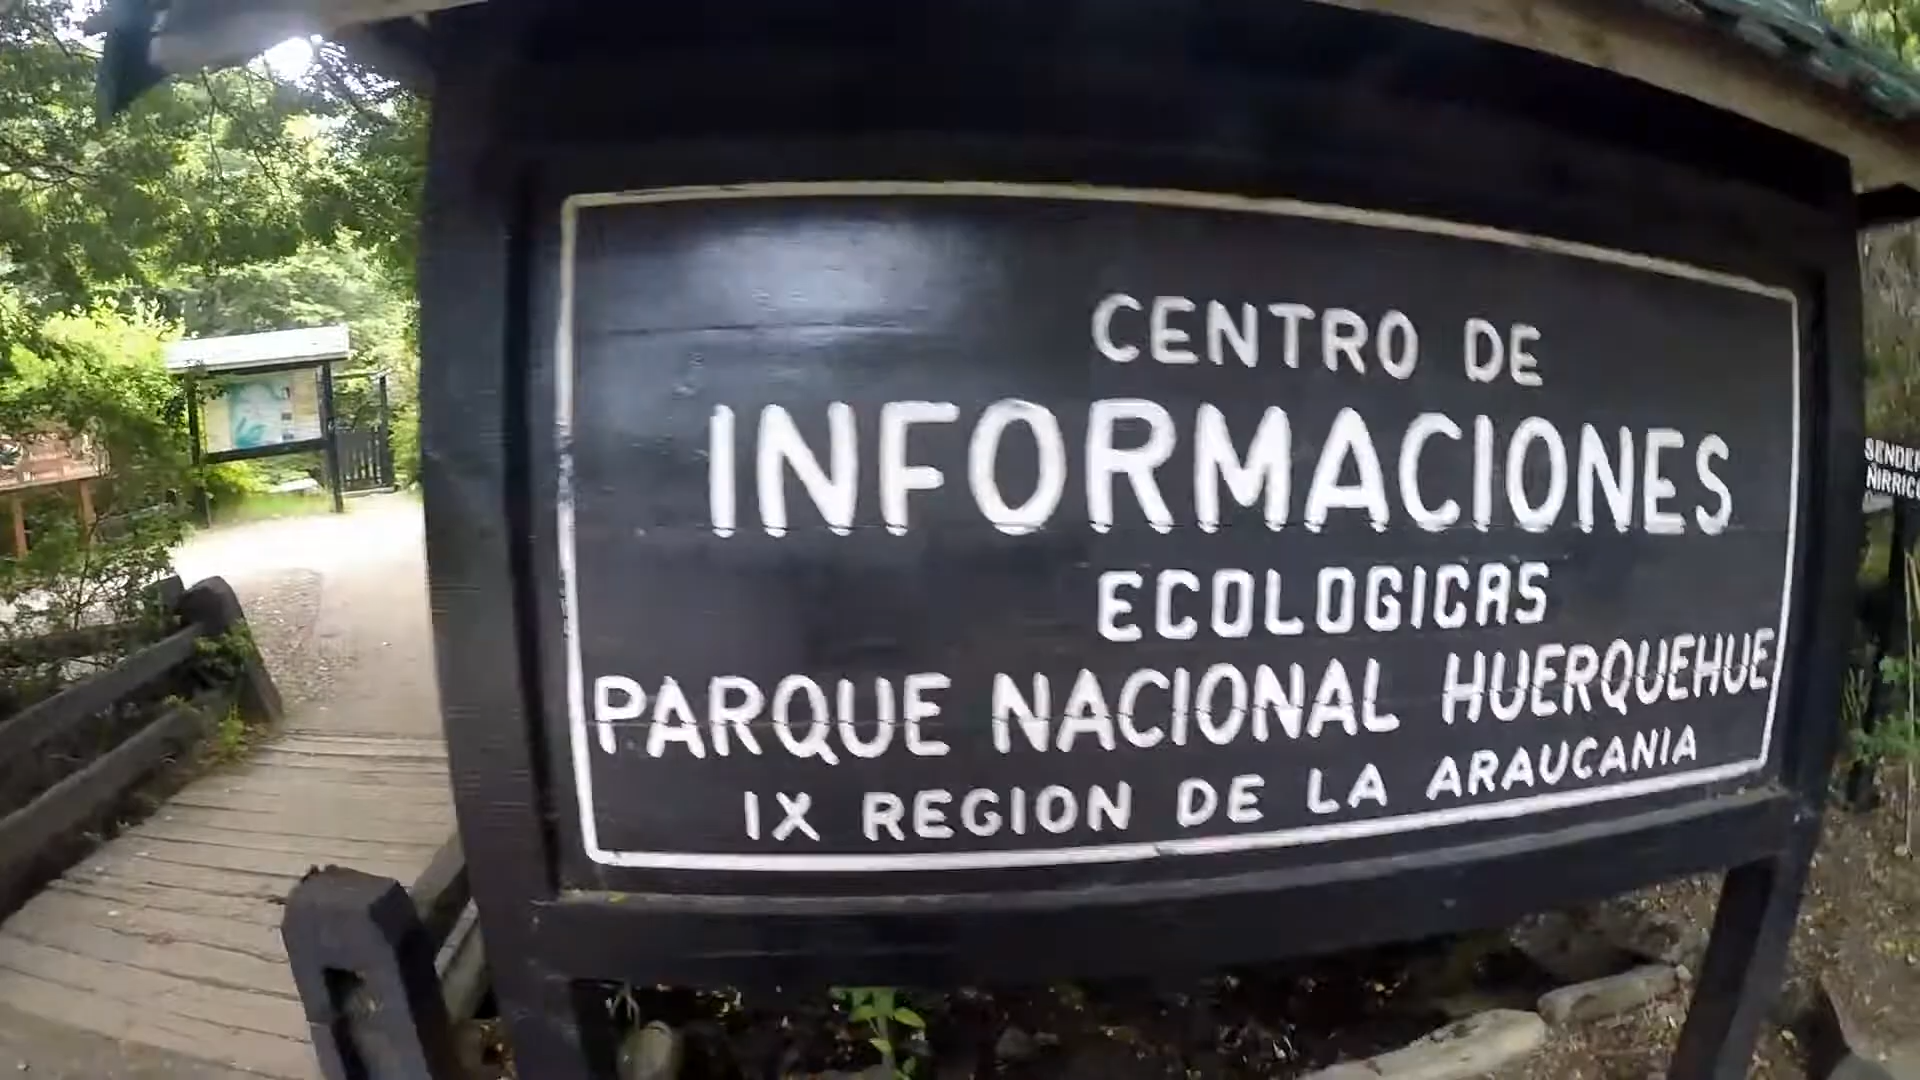 CENTRO DE
INFORMACIONES
ECOLOGICAS
PARQUE NACIONAL HUERQUEHUE
IX REGION DE LA ARAUCANIA